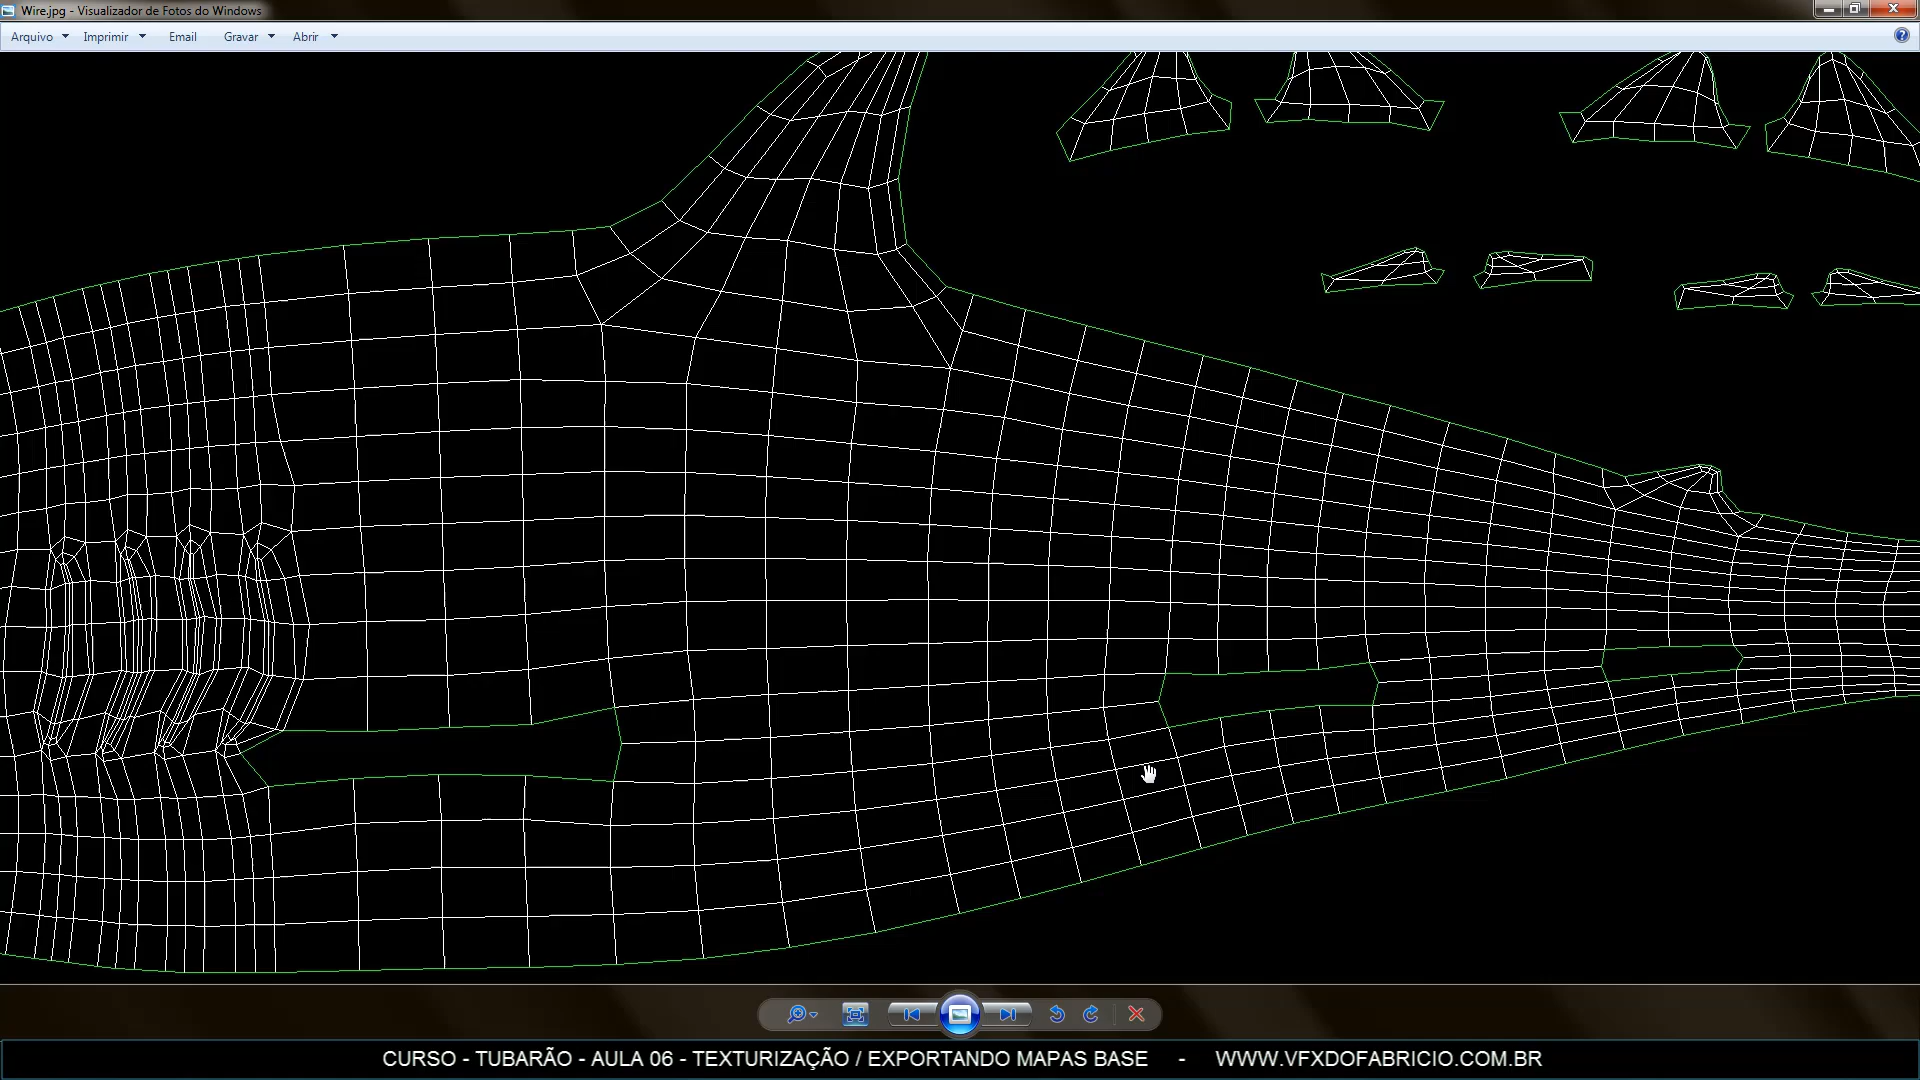 Wire.jpg - Visualizador de Fotos do Windows
Arquivo Imprimir Email Gravar Abrir
CURSO - TUBARÃO - AULA 06 - TEXTURIZAÇÃO / EXPORTANDO MAPAS BASE - WWW.VFXDOFABRICIO.COM.BR